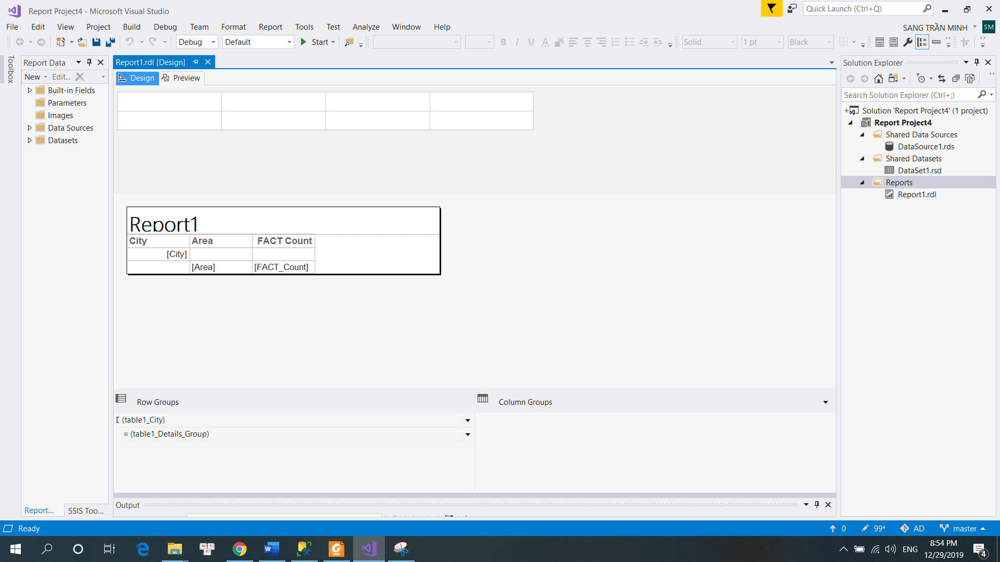 Report Project4 - Microsoft Visual Studio
Quick Launch (Ctrl+Q)
File Edit View Project Build Debug Team Format Report Tools Test Analyze Window Help
SANG TRẦN MINH SM
Debug Default Start B I U A Solid 1 pt Black
Toolbox
Report Data
New Edit...
Built-in Fields
Parameters
Images
Data Sources
Datasets
Report...
SSIS Too...
Report1.rdl [Design]
Design Preview
Report1
City Area FACT Count
[City]
[Area] [FACT_Count]
Row Groups
Column Groups
(table1_City)
(table1_Details_Group)
Output
Solution Explorer
Search Solution Explorer (Ctrl+;)
Solution 'Report Project4' (1 project)
Report Project4
Shared Data Sources
DataSource1.rds
Shared Datasets
DataSet1.rsd
Reports
Report1.rdl
Ready
0 99* AD master
ENG
8:54 PM
12/29/2019
4